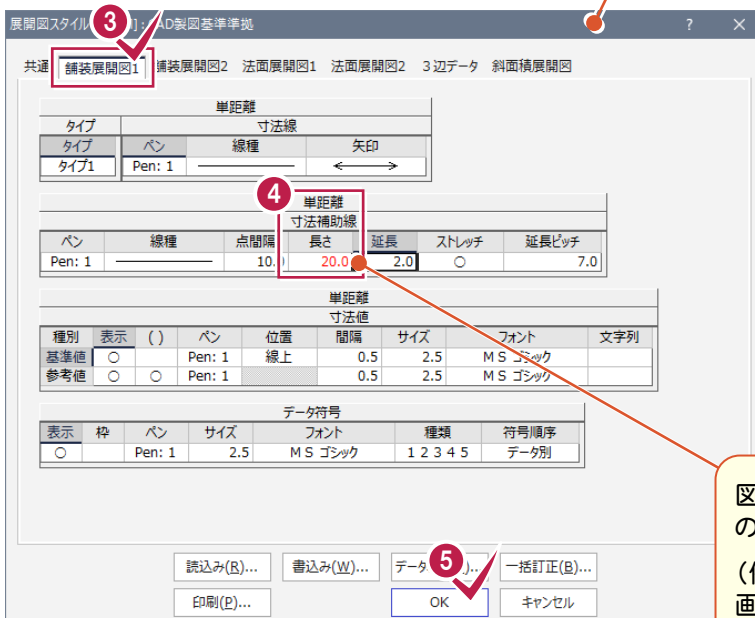 展開図スタイル ]:CAD製図基準準拠 ? ×
3
共通 舗装展開図1 舗装展開図2 法面展開図1 法面展開図2 3辺データ 斜面積展開図
単距離
タイプ 寸法線
タイプ ペン 線種 矢印
タイプ1 Pen: 1
4
単距離
寸法補助線
ペン 線種 点間隔 長さ 延長 ストレッチ 延長ピッチ
Pen: 1 10. 20.0 2.0 ○ 7.0
単距離
寸法値
種別 表示 ( ) ペン 位置 間隔 サイズ フォント 文字列
基準値 ○ Pen: 1 線上 0.5 2.5 MS ゴシック
参考値 ○ ○ Pen: 1 0.5 2.5 MS ゴシック
データ符号
表示 枠 ペン サイズ フォント 種類 符号順序
○ Pen: 1 2.5 MS ゴシック 1 2 3 4 5 データ別
図
の
読込み(R)... 書込み(W)... データ )... 一括訂正(B)...
5
印刷(P)... OK キャンセル
画